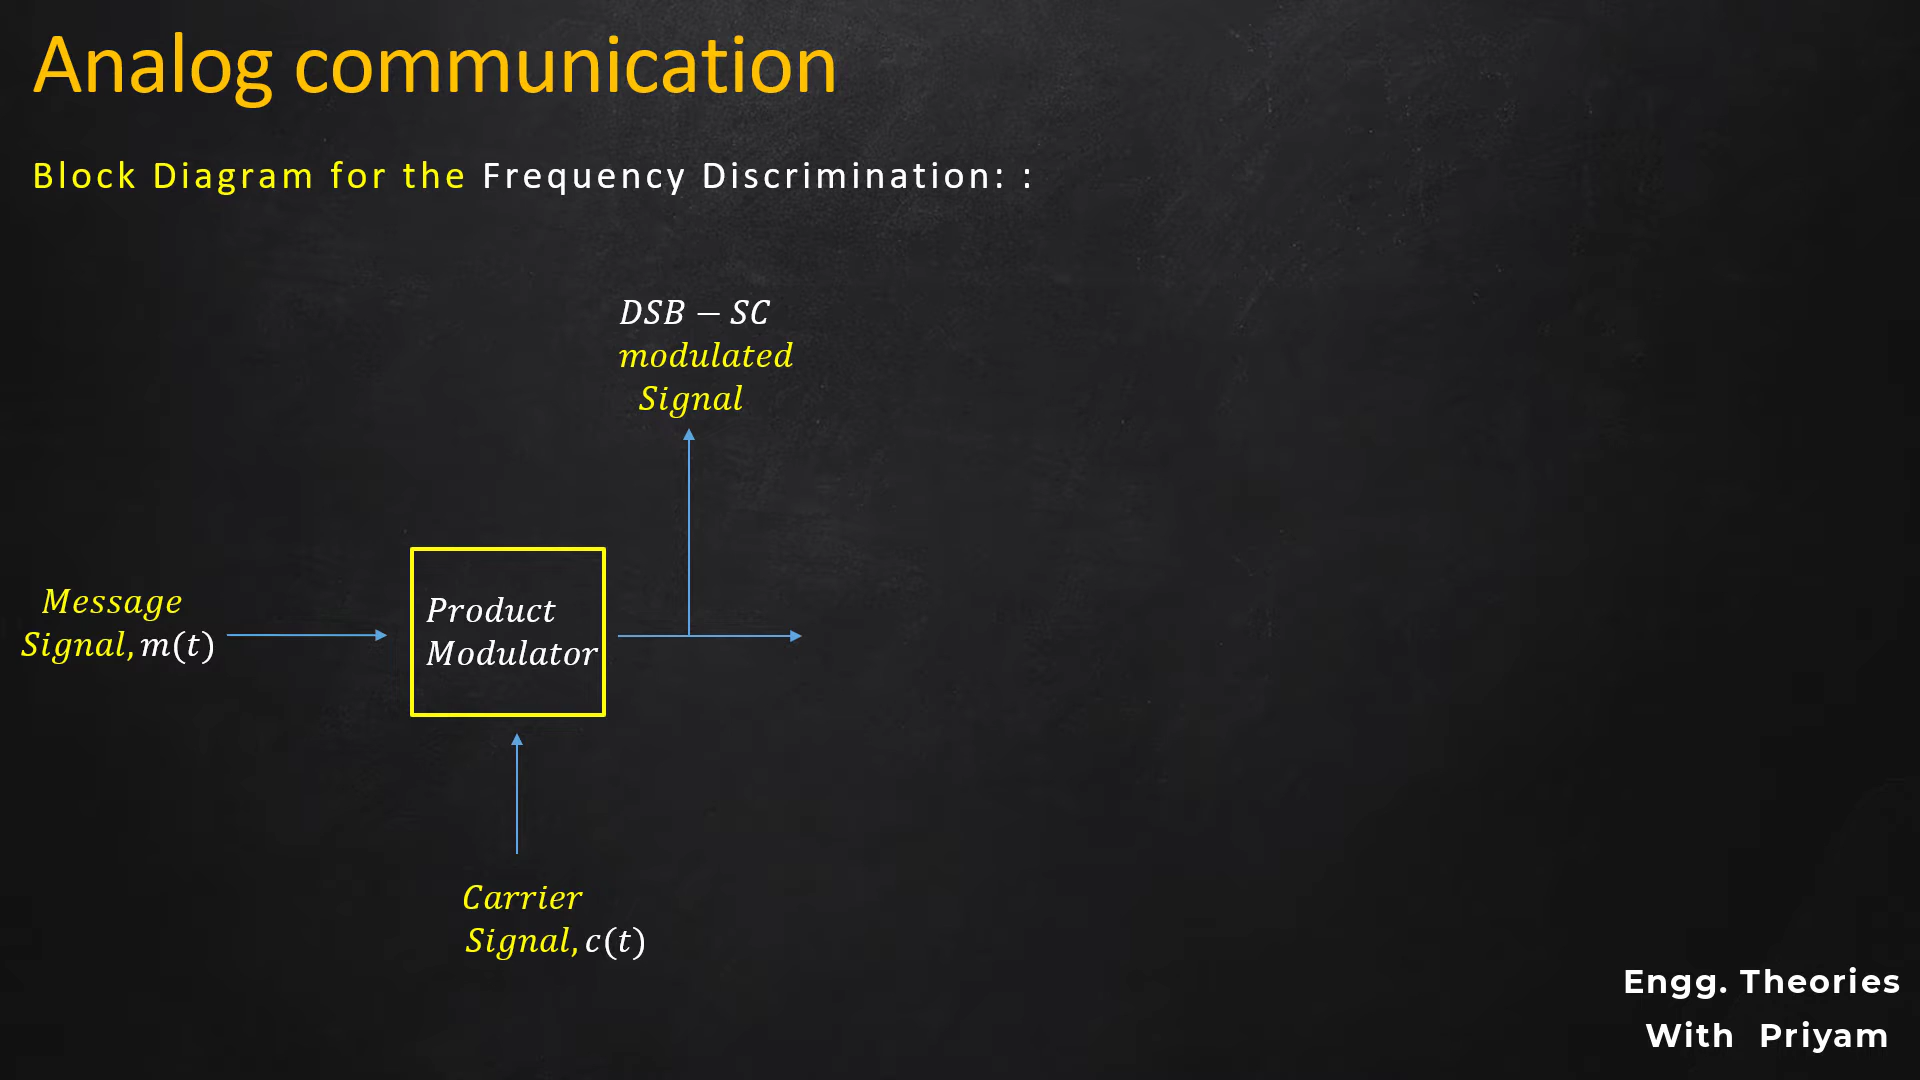 Analog communication
Block Diagram for the Frequency Discrimination: :
DSB − SC
modulated
Signal
Message
Signal, m(t)
Product
Modulator
Carrier
Signal, c(t)
Engg. Theories
With Priyam